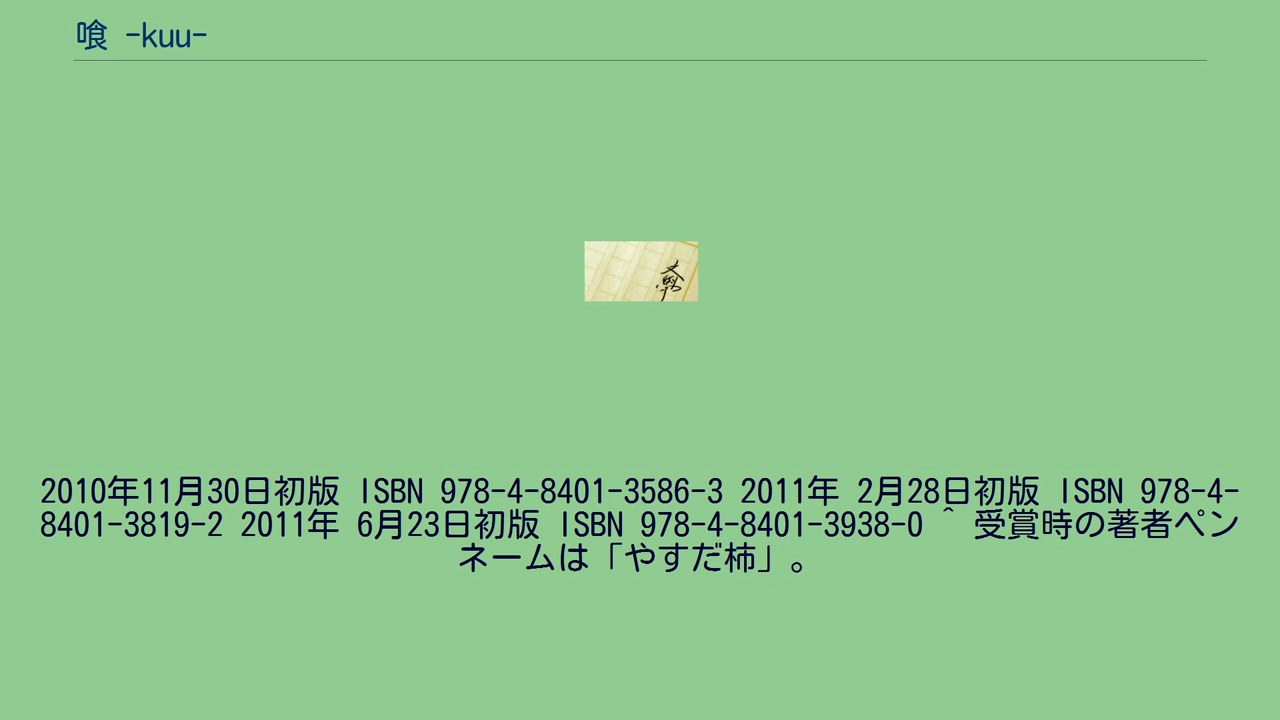 喰 -kuu-
2010年11月30日初版 ISBN 978-4-8401-3586-3 2011年 2月28日初版 ISBN 978-4-
8401-3819-2 2011年 6月23日初版 ISBN 978-4-8401-3938-0 ^ 受賞時の著者ペン
ネームは「やすだ柿」。